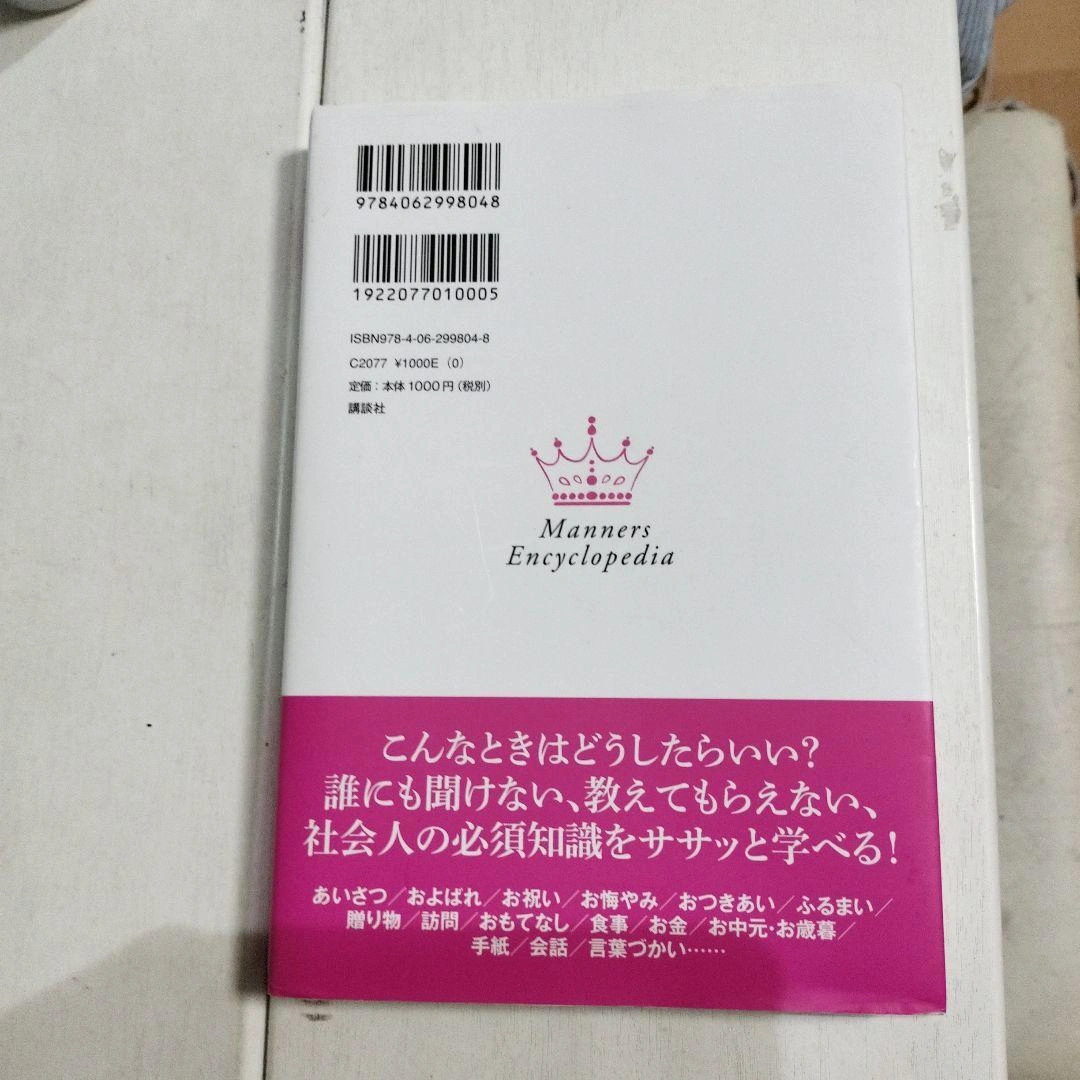 9784062998048
1922077010005
ISBN978-4-06-299804-8
C2077 ¥1000E (0)
定価：本体1000円(税別)
講談社
Manners
Encyclopedia
こんなときはどうしたらいい？
誰にも聞けない、教えてもらえない、
社会人の必須知識をササッと学べる！
あいさつ／およばれ／お祝い／お悔やみ／おつきあい／ふるまい／
贈り物／訪問／おもてなし／食事／お金／お中元・お歳暮／
手紙／会話／言葉づかい……